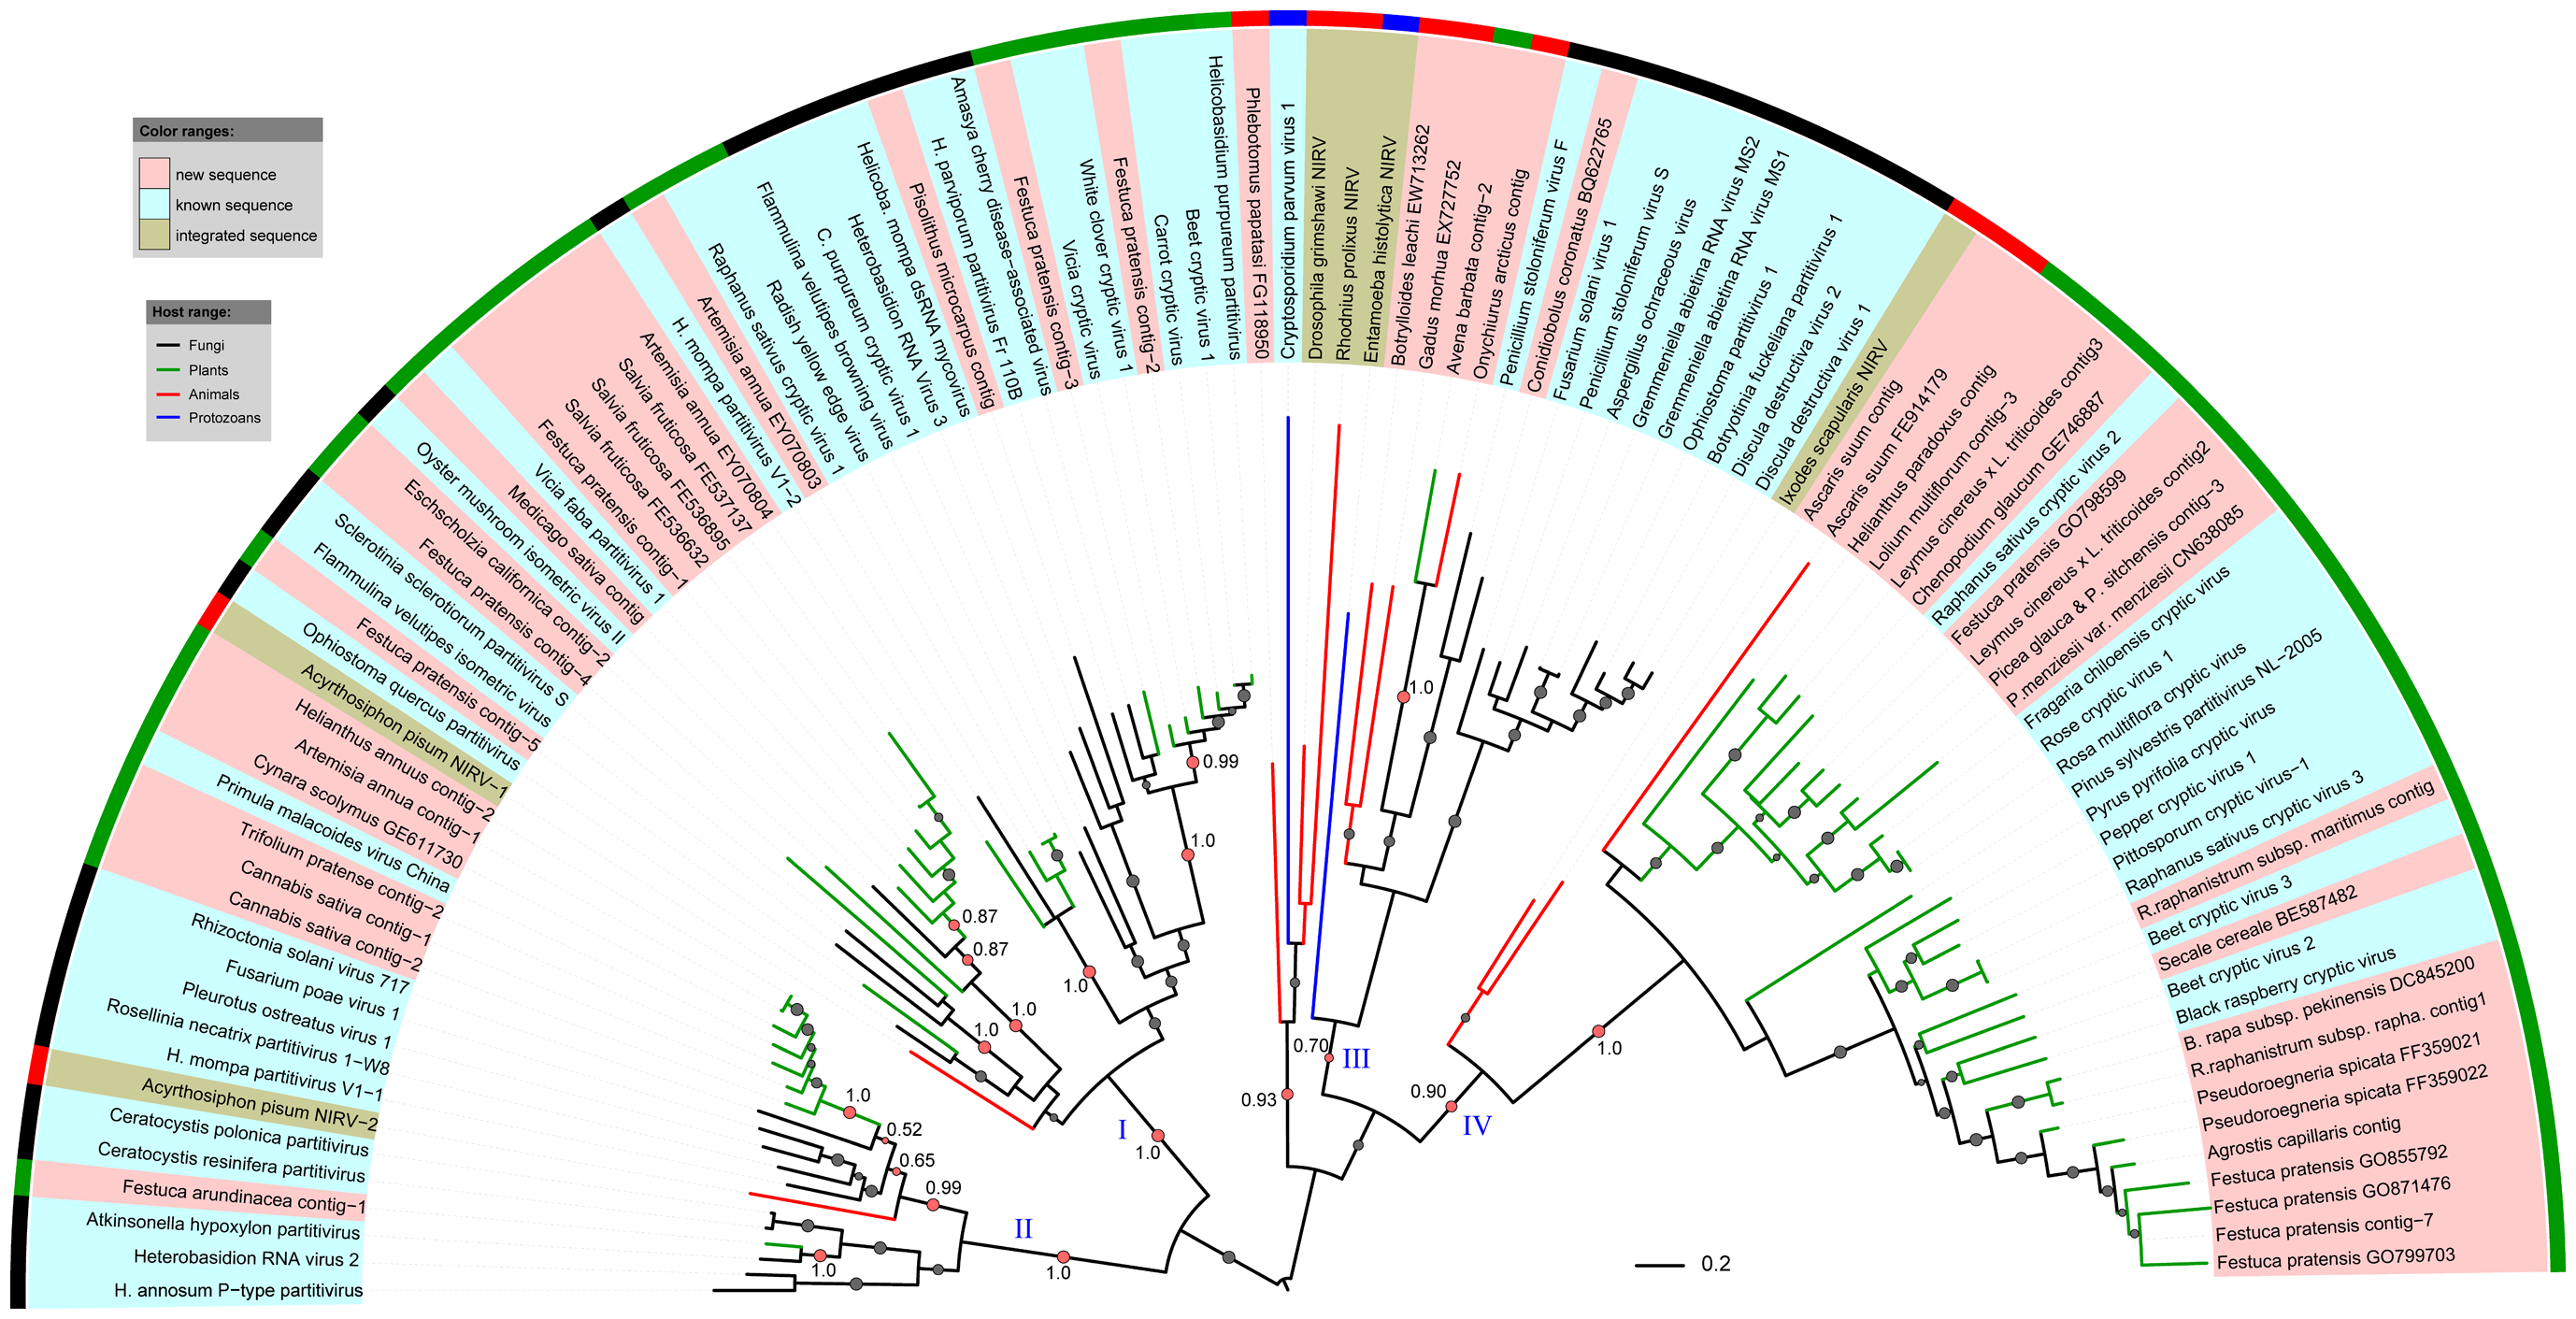 Color ranges:
new sequence
known sequence
integrated sequence
Host range:
Fungi
Plants
Animals
Protozoans
H. annosum P−type partitivirus
Heterobasidion RNA virus 2
Atkinsonella hypoxylon partitivirus
Festuca arundinacea contig−1
Ceratocystis resinifera partitivirus
Ceratocystis polonica partitivirus
Acyrthosiphon pisum NIRV−2
H. mompa partitivirus V1−1
Rosellinia necatrix partitivirus 1−W8
Pleurotus ostreatus virus 1
Fusarium poae virus 1
Rhizoctonia solani virus 717
Cannabis sativa contig−2
Cannabis sativa contig−1
Trifolium pratense contig−2
Primula malacoides virus China
Cynara scolymus GE611730
Artemisia annua contig−1
Helianthus annuus contig−2
Acyrthosiphon pisum NIRV−1
Ophiostoma quercus partitivirus
Festuca pratensis contig−5
Flammulina velutipes isometric virus
Sclerotinia sclerotiorum partitivirus S
Festuca pratensis contig−4
Eschscholzia californica contig−2
Oyster mushroom isometric virus II
Medicago sativa contig
Vicia faba partitivirus 1
Festuca pratensis contig−1
Salvia fruticosa FE536632
Salvia fruticosa FE536895
Salvia fruticosa FE537137
Artemisia annua EY070804
H. mompa partitivirus V1−2
Artemisia annua EY070803
Raphanus sativus cryptic virus 1
Radish yellow edge virus
Flammulina velutipes browning virus
C. purpureum cryptic virus 1
Heterobasidion RNA Virus 3
Helicoba. mompa dsRNA mycovirus
Pisolithus microcarpus contig
H. parviporum partitivirus Fr 110B
Amasya cherry disease−associated virus
Festuca pratensis contig−3
Vicia cryptic virus
White clover cryptic virus 1
Festuca pratensis contig−2
Carrot cryptic virus
Beet cryptic virus 1
Helicobasidium purpureum partitivirus
Phlebotomus papatasi FG118950
Cryptosporidium parvum virus 1
Drosophila grimshawi NIRV
Rhodnius prolixus NIRV
Entamoeba histolytica NIRV
Botrylloides leachi EW713262
Gadus morhua EX727752
Avena barbata contig−2
Onychiurus arcticus contig
Penicillium stoloniferum virus F
Conidiobolus coronatus BQ622765
Fusarium solani virus 1
Penicillium stoloniferum virus S
Aspergillus ochraceous virus
Gremmeniella abietina RNA virus MS2
Gremmeniella abietina RNA virus MS1
Ophiostoma partitivirus 1
Botryotinia fuckeliana partitivirus 1
Discula destructiva virus 2
Discula destructiva virus 1
Ixodes scapularis NIRV
Ascaris suum contig
Ascaris suum FE914179
Helianthus paradoxus contig
Lolium multiflorum contig−3
Leymus cinereus x L. triticoides contig3
Chenopodium glaucum GE746887
Raphanus sativus cryptic virus 2
Festuca pratensis GO798599
Leymus cinereus x L. triticoides contig2
Picea glauca & P. sitchensis contig−3
P.menziesii var. menziesii CN638085
Fragaria chiloensis cryptic virus
Rose cryptic virus 1
Rosa multiflora cryptic virus
Pinus sylvestris partitivirus NL−2005
Pyrus pyrifolia cryptic virus
Pepper cryptic virus 1
Pittosporum cryptic virus−1
Raphanus sativus cryptic virus 3
R.raphanistrum subsp. maritimus contig
Beet cryptic virus 3
Secale cereale BE587482
Beet cryptic virus 2
Black raspberry cryptic virus
B. rapa subsp. pekinensis DC845200
R.raphanistrum subsp. rapha. contig1
Pseudoroegneria spicata FF359021
Pseudoroegneria spicata FF359022
Agrostis capillaris contig
Festuca pratensis GO855792
Festuca pratensis GO871476
Festuca pratensis contig−7
Festuca pratensis GO799703
1.0
0.99
1.0
0.87
0.87
1.0
1.0
1.0
0.70
III
0.93
0.90
IV
1.0
I
1.0
1.0
0.52
0.65
0.99
II
1.0
1.0
0.2